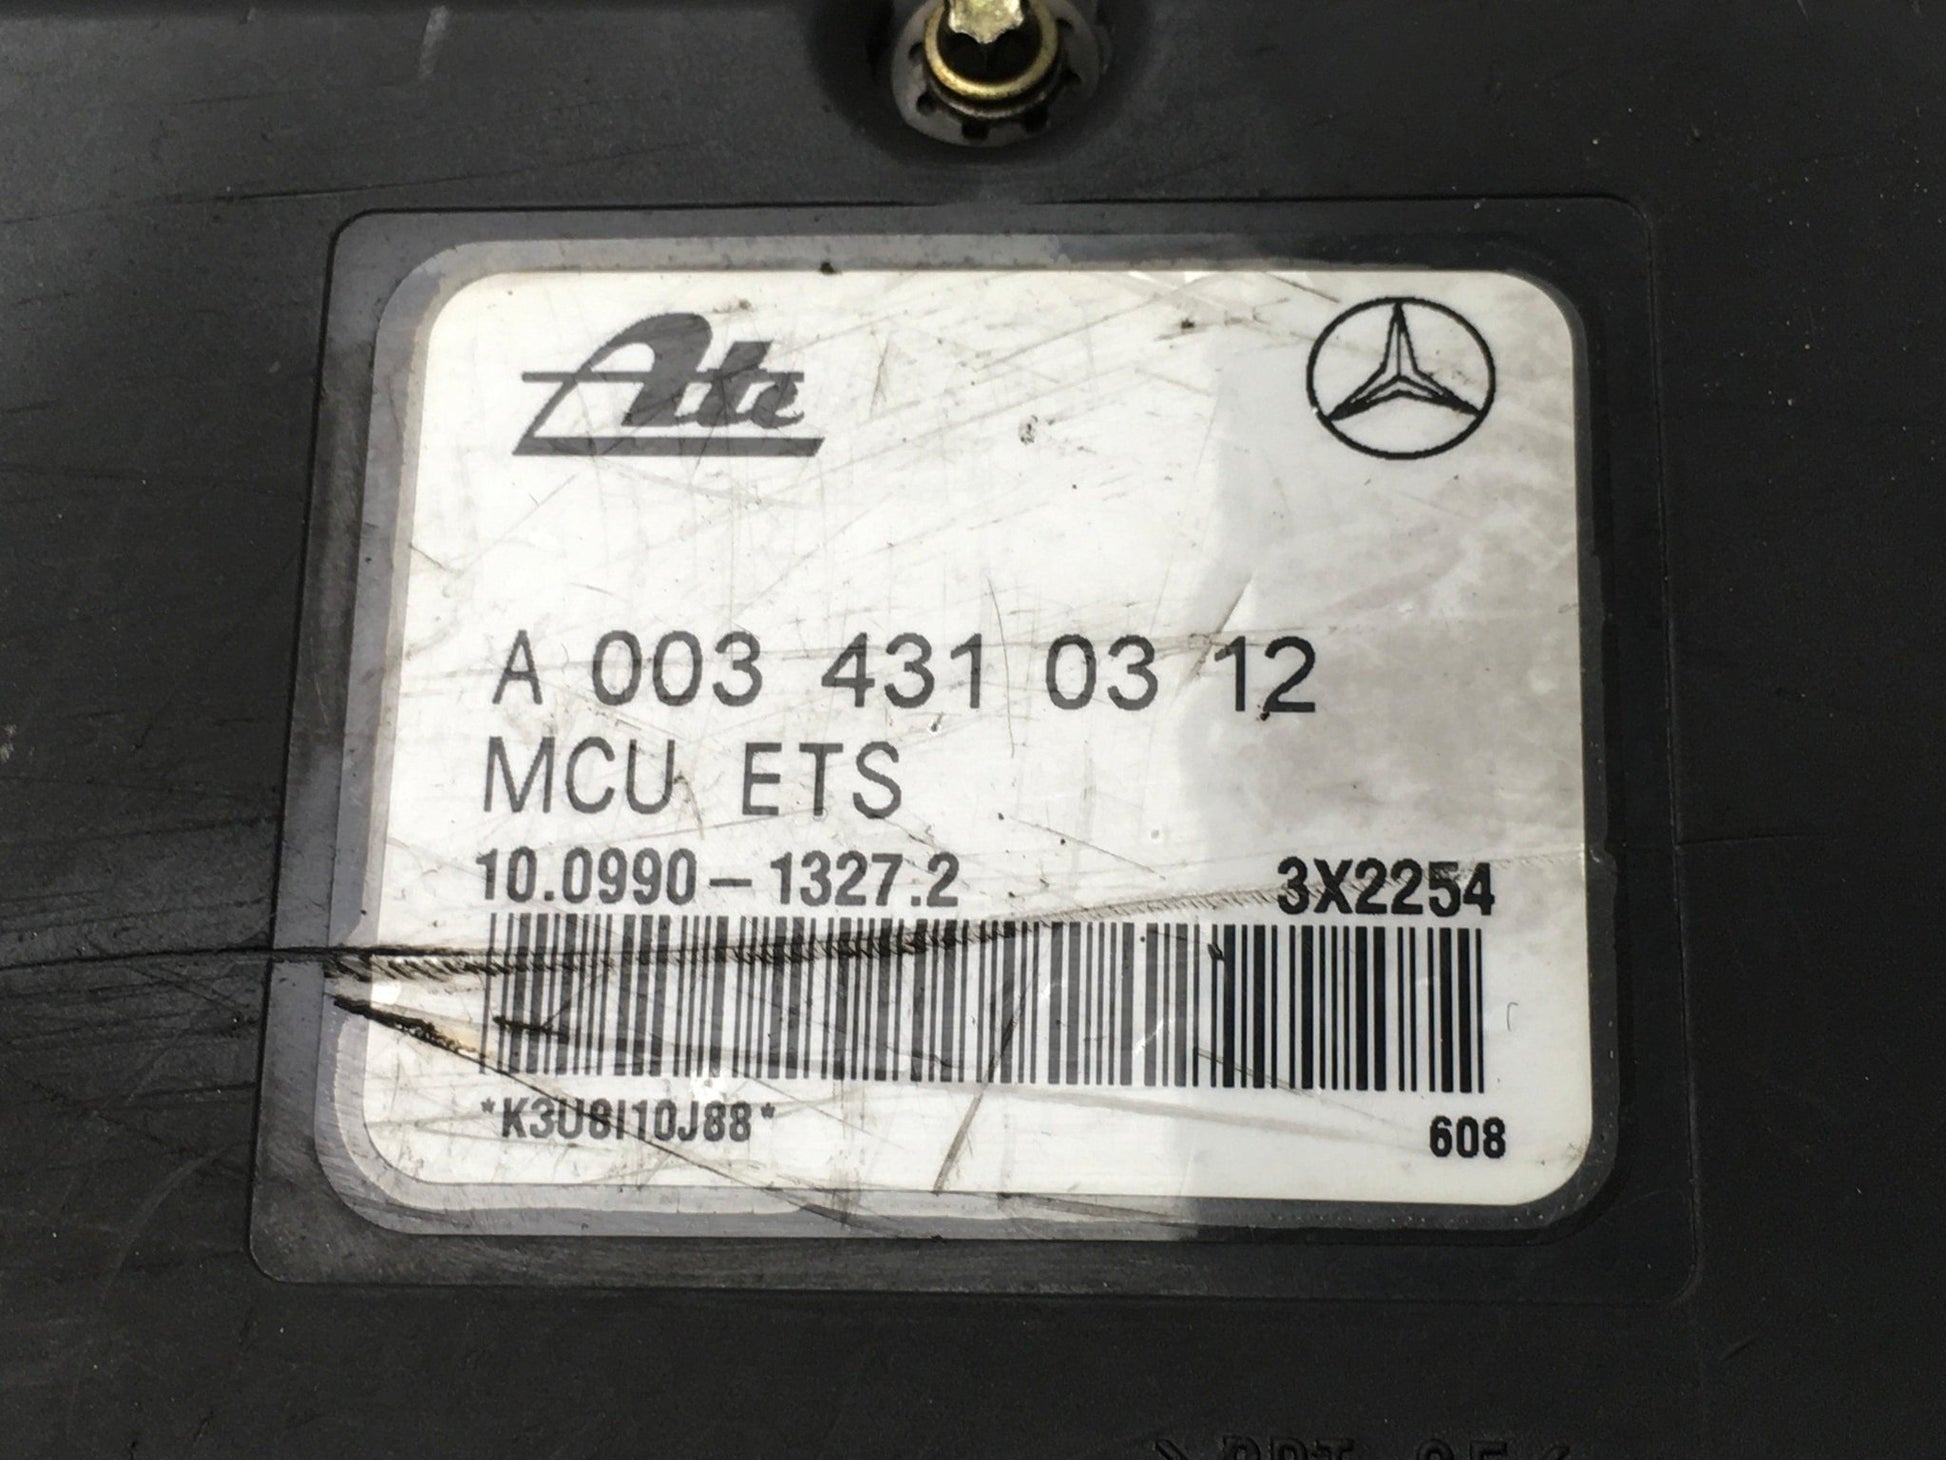 Ate
A 003 431 03 12
MCU ETS
10.0990-1327.2 3X2254
*K3U8I10J88* 608